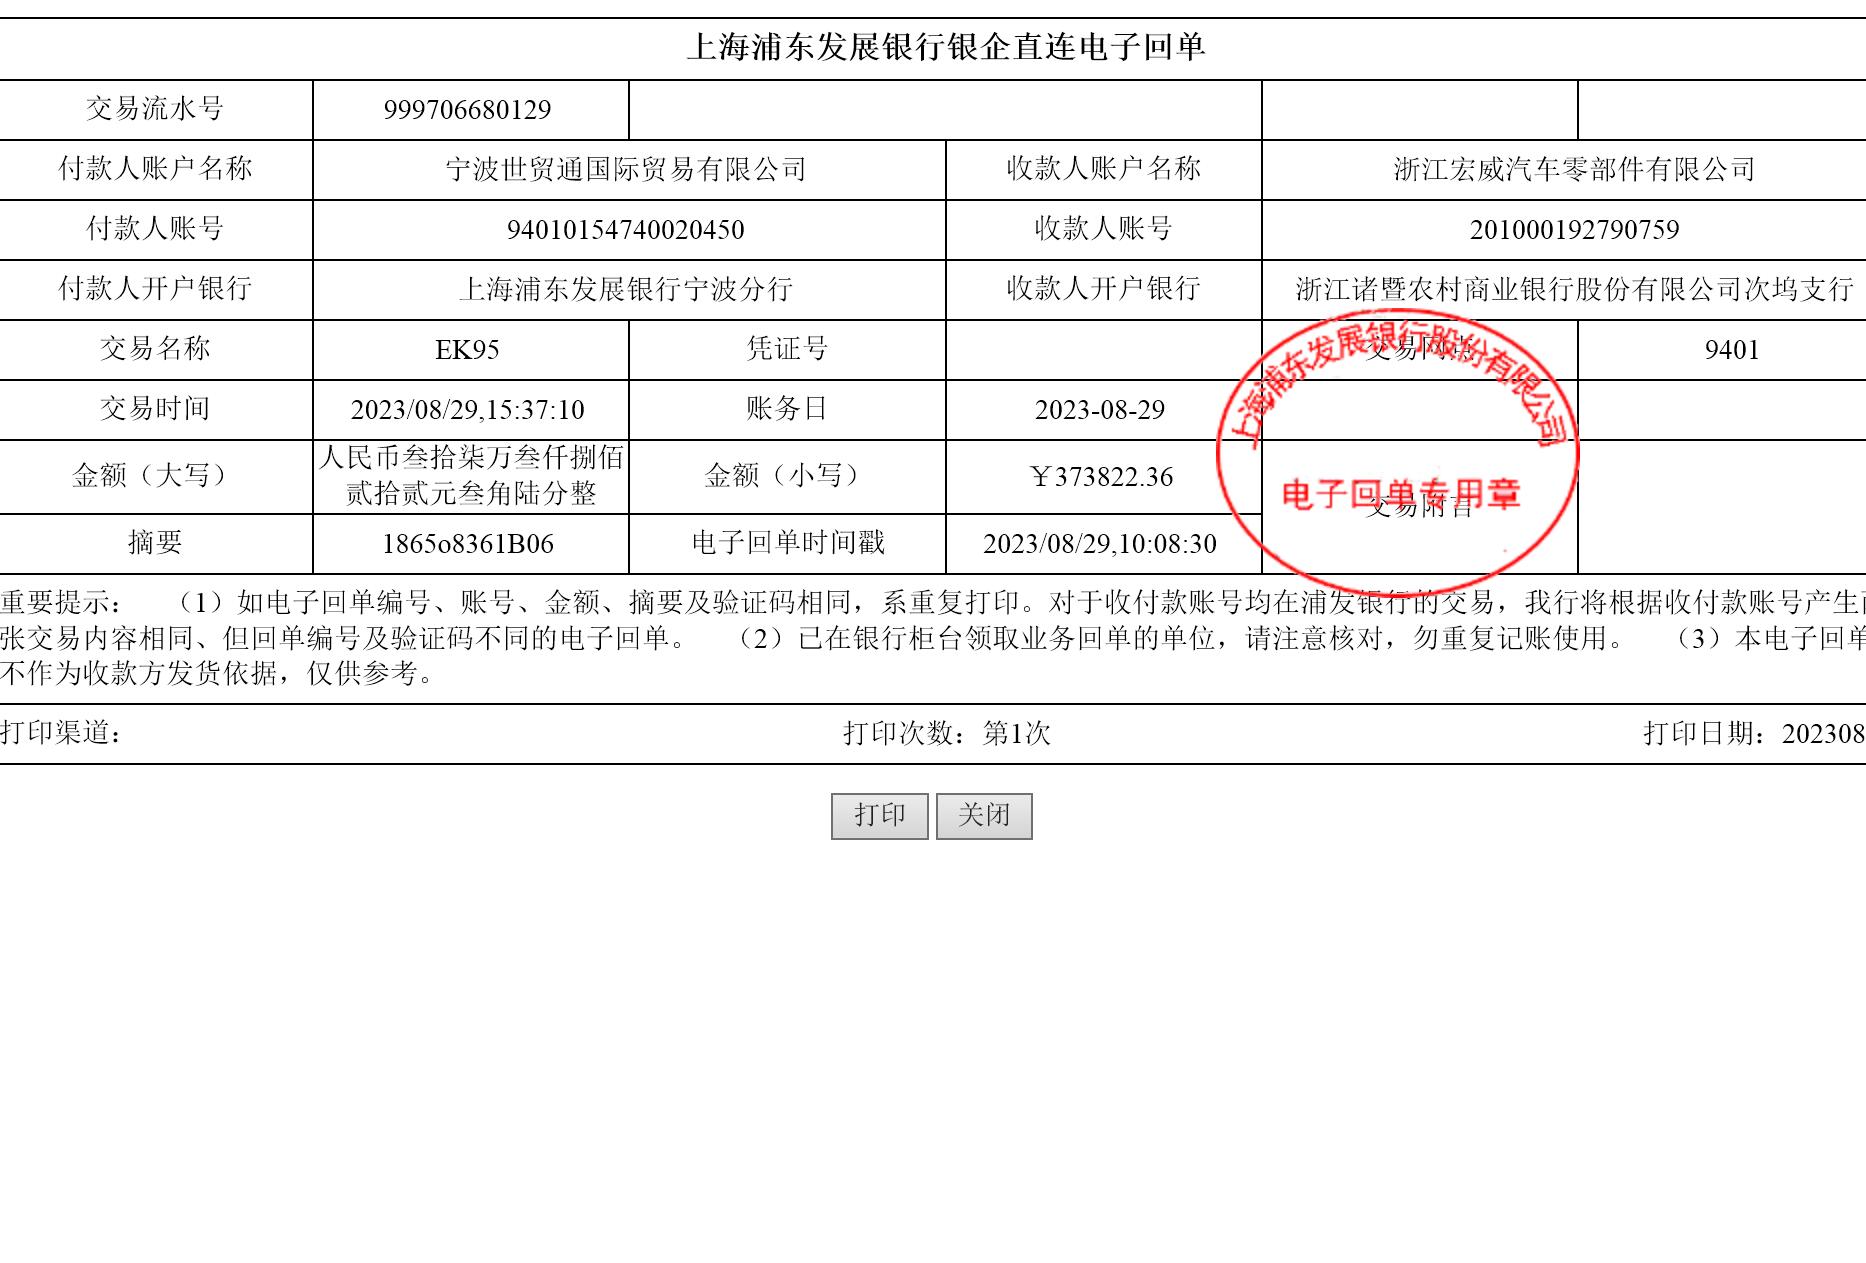 上海浦东发展银行银企直连电子回单
交易流水号 999706680129
付款人账户名称 宁波世贸通国际贸易有限公司 收款人账户名称 浙江宏威汽车零部件有限公司
付款人账号 94010154740020450 收款人账号 201000192790759
付款人开户银行 上海浦东发展银行宁波分行 收款人开户银行 浙江诸暨农村商业银行股份有限公司次坞支行
交易名称 EK95 凭证号 交易网点 9401
交易时间 2023/08/29,15:37:10 账务日 2023-08-29
金额（大写） 人民币叁拾柒万叁仟捌佰
贰拾贰元叁角陆分整 金额（小写） ￥373822.36
交易附言
摘要 1865o8361B06 电子回单时间戳 2023/08/29,10:08:30
上海浦东发展银行股份有限公司
电子回单专用章
重要提示： （1）如电子回单编号、账号、金额、摘要及验证码相同，系重复打印。对于收付款账号均在浦发银行的交易，我行将根据收付款账号产生
张交易内容相同、但回单编号及验证码不同的电子回单。 （2）已在银行柜台领取业务回单的单位，请注意核对，勿重复记账使用。 （3）本电子回单
不作为收款方发货依据，仅供参考。
打印渠道： 打印次数：第1次 打印日期：202308
打印 关闭